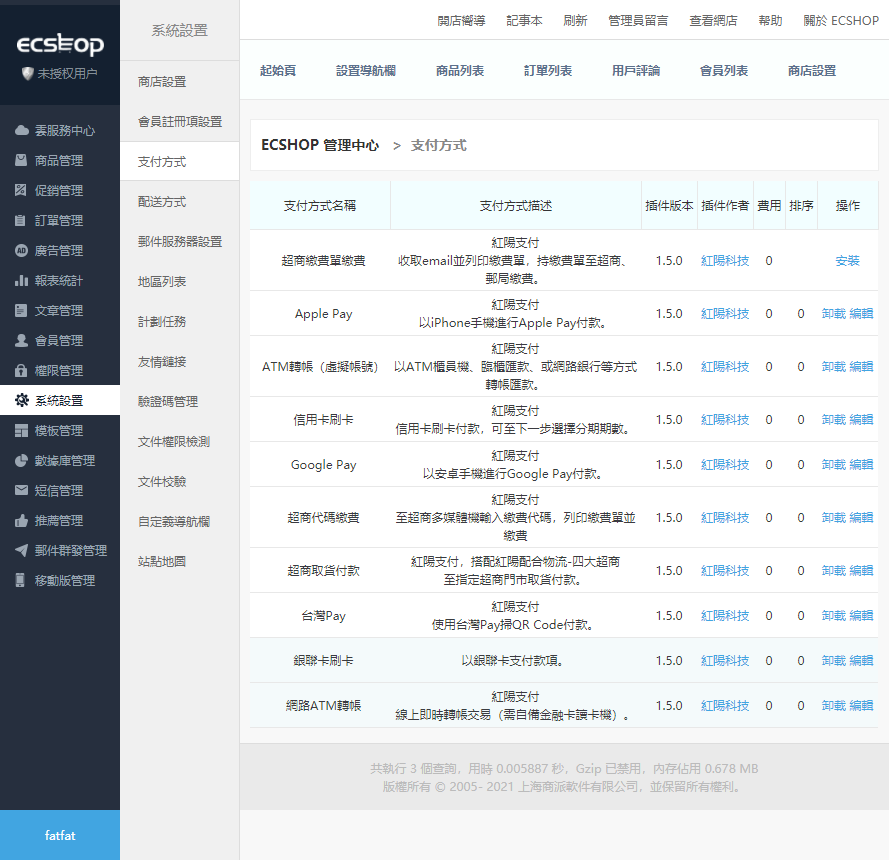 ecshop
未授权用户
雲服務中心
商品管理
促銷管理
訂單管理
廣告管理
報表統計
文章管理
會員管理
權限管理
系統設置
模板管理
數據庫管理
短信管理
推薦管理
郵件群發管理
移動版管理
fatfat
系統設置
商店設置
會員註冊項設置
支付方式
配送方式
郵件服務器設置
地區列表
計劃任務
友情鏈接
驗證碼管理
文件權限檢測
文件校驗
自定義導航欄
站點地圖
開店嚮導 記事本 刷新 管理員留言 查看網店 幫助 關於 ECSHOP
起始頁 設置導航欄 商品列表 訂單列表 用戶評論 會員列表 商店設置
ECSHOP 管理中心 > 支付方式
支付方式名稱 支付方式描述 插件版本 插件作者 費用 排序 操作
紅陽支付
超商繳費單繳費 收取email並列印繳費單，持繳費單至超商、 1.5.0 紅陽科技 0 安裝
郵局繳費。
紅陽支付
Apple Pay 以iPhone手機進行Apple Pay付款。 1.5.0 紅陽科技 0 0 卸載 編輯
紅陽支付
ATM轉帳（虛擬帳號） 以ATM櫃員機、臨櫃匯款、或網路銀行等方式 1.5.0 紅陽科技 0 0 卸載 編輯
轉帳匯款。
紅陽支付
信用卡刷卡 信用卡刷卡付款，可至下一步選擇分期期數。 1.5.0 紅陽科技 0 0 卸載 編輯
紅陽支付
Google Pay 以安卓手機進行Google Pay付款。 1.5.0 紅陽科技 0 0 卸載 編輯
紅陽支付
超商代碼繳費 至超商多媒體機輸入繳費代碼，列印繳費單並 1.5.0 紅陽科技 0 0 卸載 編輯
繳費
紅陽支付，搭配紅陽配合物流-四大超商
超商取貨付款 至指定超商門市取貨付款。 1.5.0 紅陽科技 0 0 卸載 編輯
紅陽支付
台灣Pay 使用台灣Pay掃QR Code付款。 1.5.0 紅陽科技 0 0 卸載 編輯
銀聯卡刷卡 以銀聯卡支付款項。 1.5.0 紅陽科技 0 0 卸載 編輯
紅陽支付
網路ATM轉帳 線上即時轉帳交易（需自備金融卡讀卡機）。 1.5.0 紅陽科技 0 0 卸載 編輯
共執行 3 個查詢，用時 0.005887 秒，Gzip 已禁用，內存佔用 0.678 MB
版權所有 © 2005- 2021 上海商派軟件有限公司，並保留所有權利。